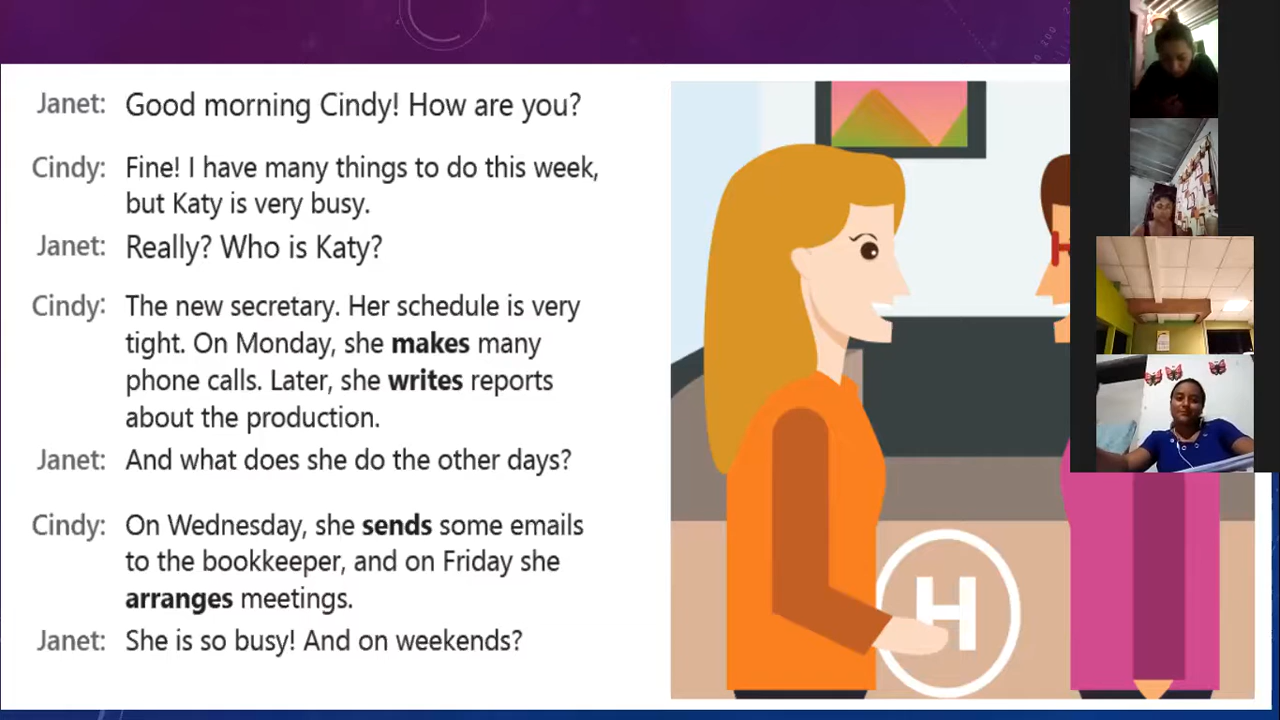 Janet: Good morning Cindy! How are you?
Cindy: Fine! I have many things to do this week,
but Katy is very busy.
Janet: Really? Who is Katy?
Cindy: The new secretary. Her schedule is very
tight. On Monday, she makes many
phone calls. Later, she writes reports
about the production.
Janet: And what does she do the other days?
Cindy: On Wednesday, she sends some emails
to the bookkeeper, and on Friday she
arranges meetings.
Janet: She is so busy! And on weekends?
H